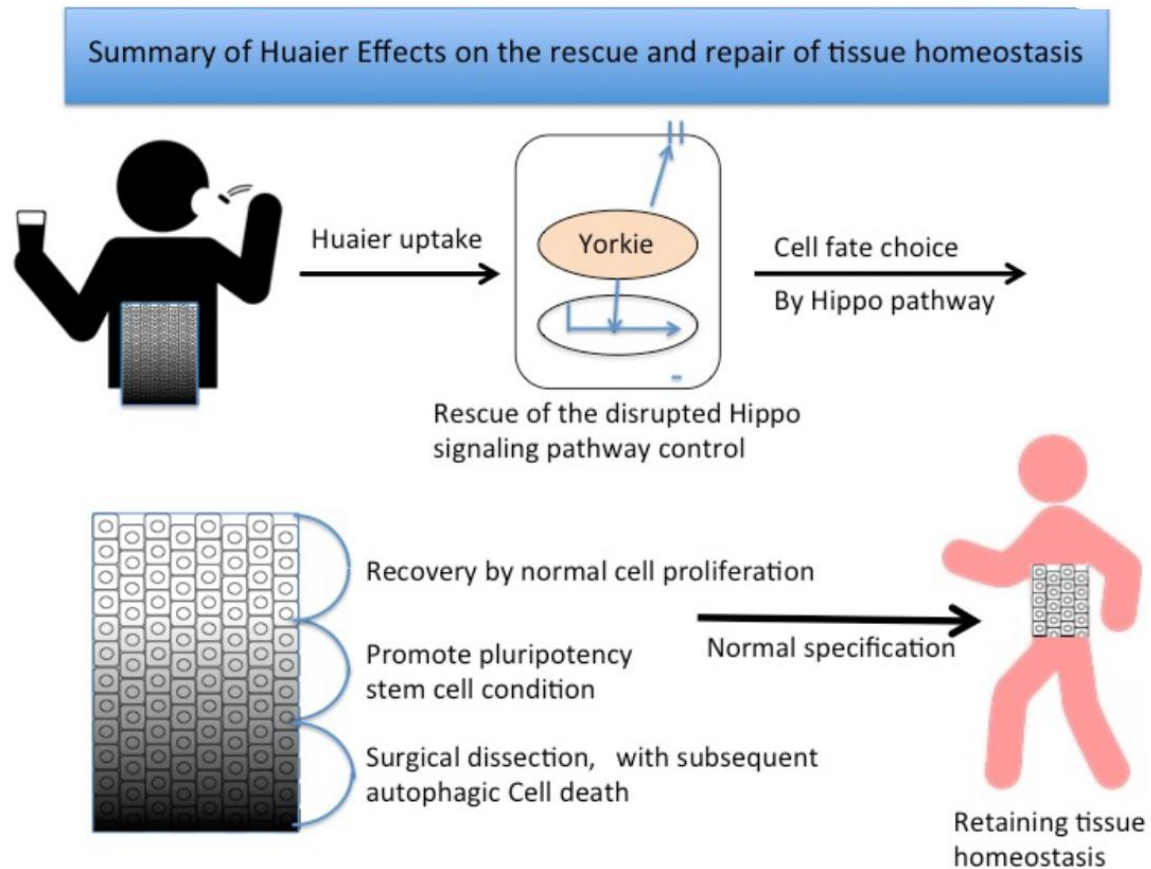 Summary of Huaier Effects on the rescue and repair of tissue homeostasis
Huaier uptake
Yorkie
Cell fate choice
By Hippo pathway
Rescue of the disrupted Hippo
signaling pathway control
Recovery by normal cell proliferation
Promote pluripotency
stem cell condition
Surgical dissection, with subsequent
autophagic Cell death
Normal specification
Retaining tissue
homeostasis